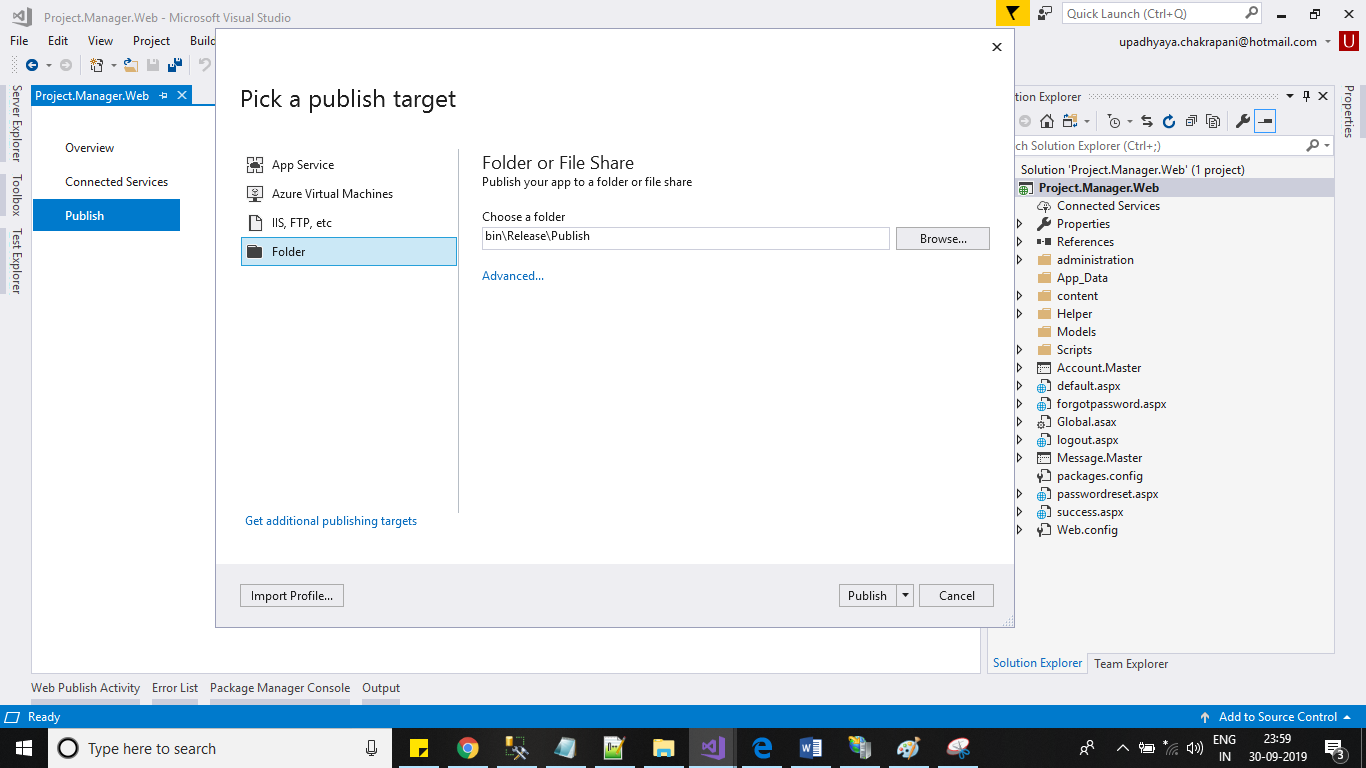 Project.Manager.Web - Microsoft Visual Studio
Quick Launch (Ctrl+Q)
File Edit View Project Build
upadhyaya.chakrapani@hotmail.com U
Server Explorer
Toolbox
Test Explorer
Project.Manager.Web
Overview
Connected Services
Publish
Pick a publish target
App Service
Azure Virtual Machines
IIS, FTP, etc
Folder
Get additional publishing targets
Folder or File Share
Publish your app to a folder or file share
Choose a folder
bin\Release\Publish
Browse...
Advanced...
Import Profile...
Publish
Cancel
tion Explorer
ch Solution Explorer (Ctrl+;)
Solution 'Project.Manager.Web' (1 project)
Project.Manager.Web
Connected Services
Properties
References
administration
App_Data
content
Helper
Models
Scripts
Account.Master
default.aspx
forgotpassword.aspx
Global.asax
logout.aspx
Message.Master
packages.config
passwordreset.aspx
success.aspx
Web.config
Solution Explorer Team Explorer
Properties
Web Publish Activity Error List Package Manager Console Output
Ready
Add to Source Control
Type here to search
ENG
IN
23:59
30-09-2019
3